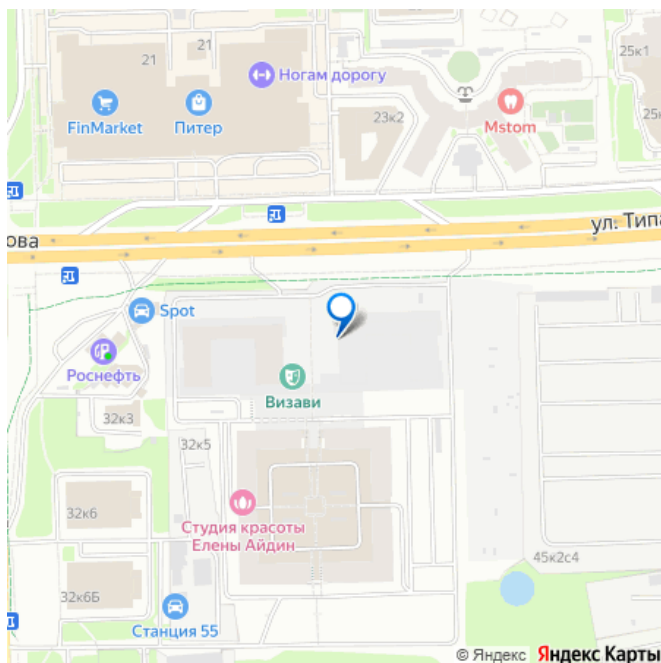 21
21
25к1
Ногам дорогу
FinMarket
Питер
23к2
Mstom
25к
ова
ул. Типа
Spot
Роснефть
Визави
32к3
32к5
32к6
Студия красоты
Елены Айдин
45к2с4
32к6Б
Станция 55
© Яндекс Яндекс Карты